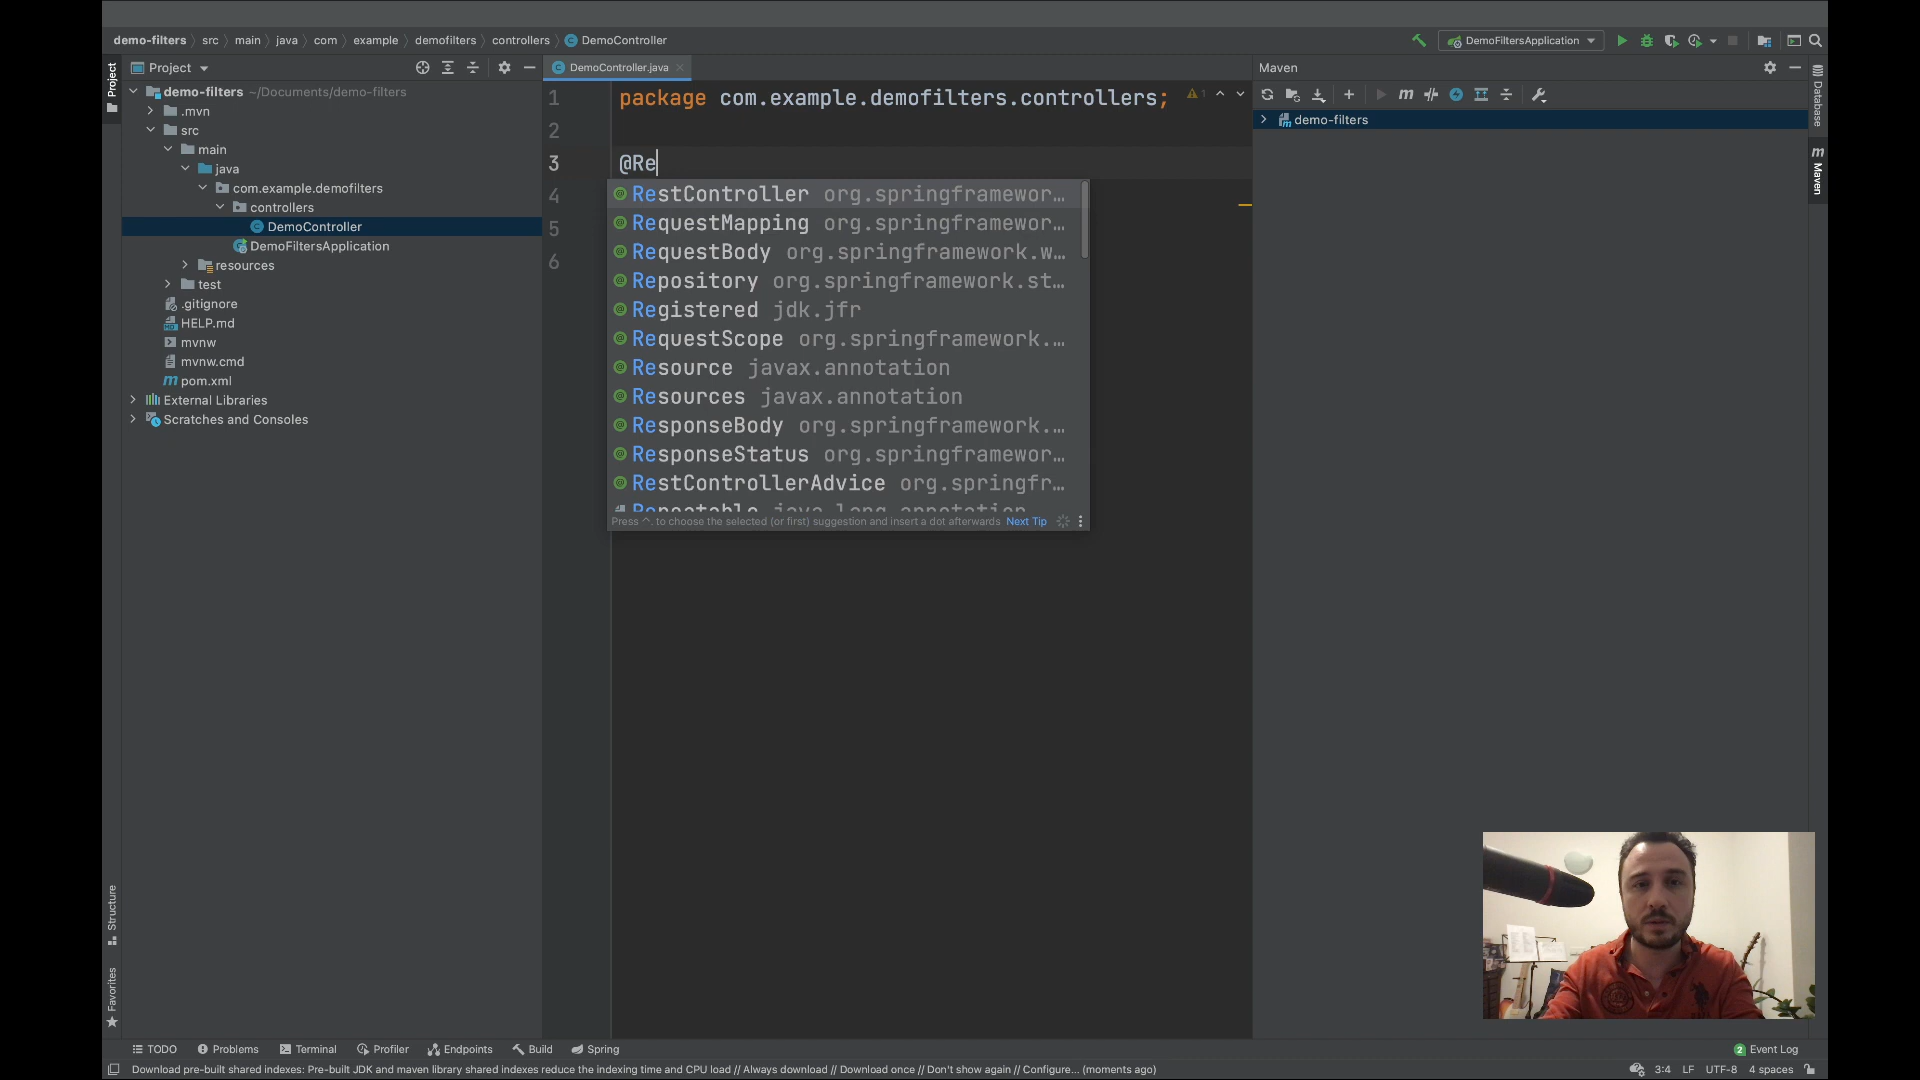 demo-filters src main java com example demofilters controllers DemoController
DemoFiltersApplication
Project
Project
DemoController.java
Maven
demo-filters ~/Documents/demo-filters
.mvn
src
main
java
com.example.demofilters
controllers
DemoController
DemoFiltersApplication
resources
test
.gitignore
HELP.md
mvnw
mvnw.cmd
pom.xml
External Libraries
Scratches and Consoles
1 package com.example.demofilters.controllers; 1
2
3 @Re
4
5
6
RestController org.springframewor…
RequestMapping org.springframewor…
RequestBody org.springframework.w…
Repository org.springframework.st…
Registered jdk.jfr
RequestScope org.springframework.…
Resource javax.annotation
Resources javax.annotation
ResponseBody org.springframework.…
ResponseStatus org.springframewor…
RestControllerAdvice org.springfr…
Repeatable java.lang.annotation
Press ^. to choose the selected (or first) suggestion and insert a dot afterwards Next Tip
demo-filters
Database
Maven
Structure
Favorites
TODO Problems Terminal Profiler Endpoints Build Spring
2 Event Log
Download pre-built shared indexes: Pre-built JDK and maven library shared indexes reduce the indexing time and CPU load // Always download // Download once // Don't show again // Configure... (moments ago)
3:4 LF UTF-8 4 spaces